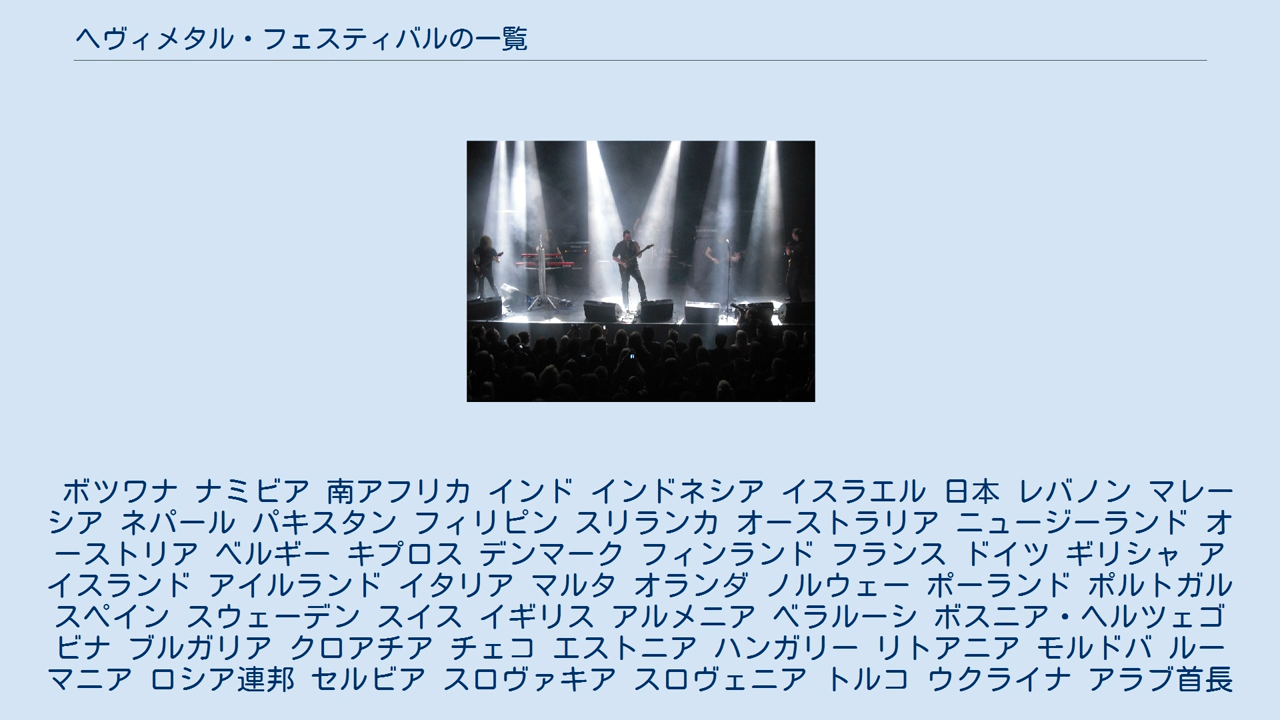 ヘヴィメタル・フェスティバルの一覧
ボツワナ ナミビア 南アフリカ インド インドネシア イスラエル 日本 レバノン マレー
シア ネパール パキスタン フィリピン スリランカ オーストラリア ニュージーランド オ
ーストリア ベルギー キプロス デンマーク フィンランド フランス ドイツ ギリシャ ア
イスランド アイルランド イタリア マルタ オランダ ノルウェー ポーランド ポルトガル
スペイン スウェーデン スイス イギリス アルメニア ベラルーシ ボスニア・ヘルツェゴ
ビナ ブルガリア クロアチア チェコ エストニア ハンガリー リトアニア モルドバ ルー
マニア ロシア連邦 セルビア スロヴァキア スロヴェニア トルコ ウクライナ アラブ首長